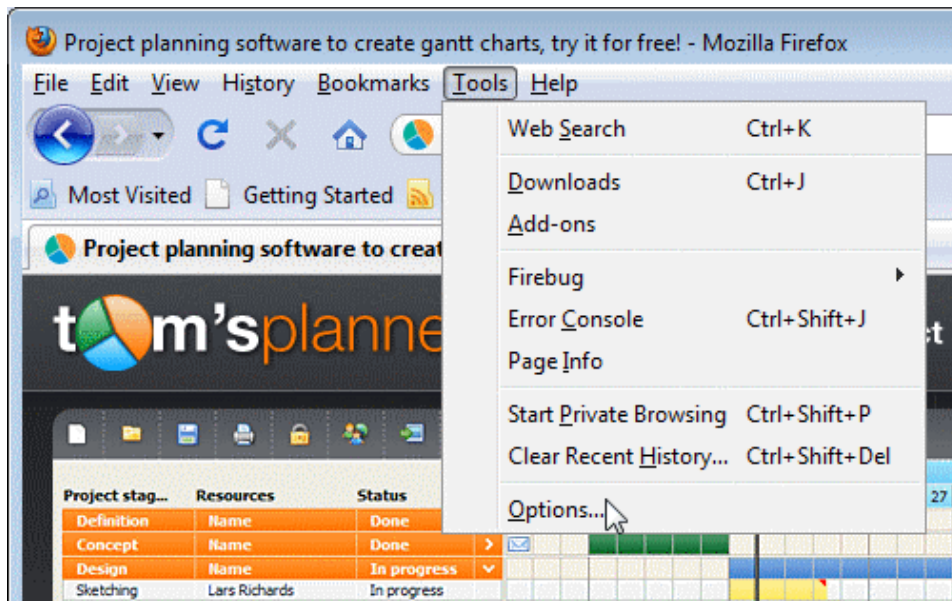 Project planning software to create gantt charts, try it for free! - Mozilla Firefox
File Edit View History Bookmarks Tools Help
Web Search Ctrl+K
Most Visited Getting Started
Downloads Ctrl+J
Add-ons
Project planning software to creat
Firebug
Error Console Ctrl+Shift+J
tom'splanne
Page Info
Start Private Browsing Ctrl+Shift+P
Clear Recent History... Ctrl+Shift+Del
Options...
Project stag... Resources Status 27
Definition Name Done
Concept Name Done
Design Name In progress
Sketching Lars Richards In progress